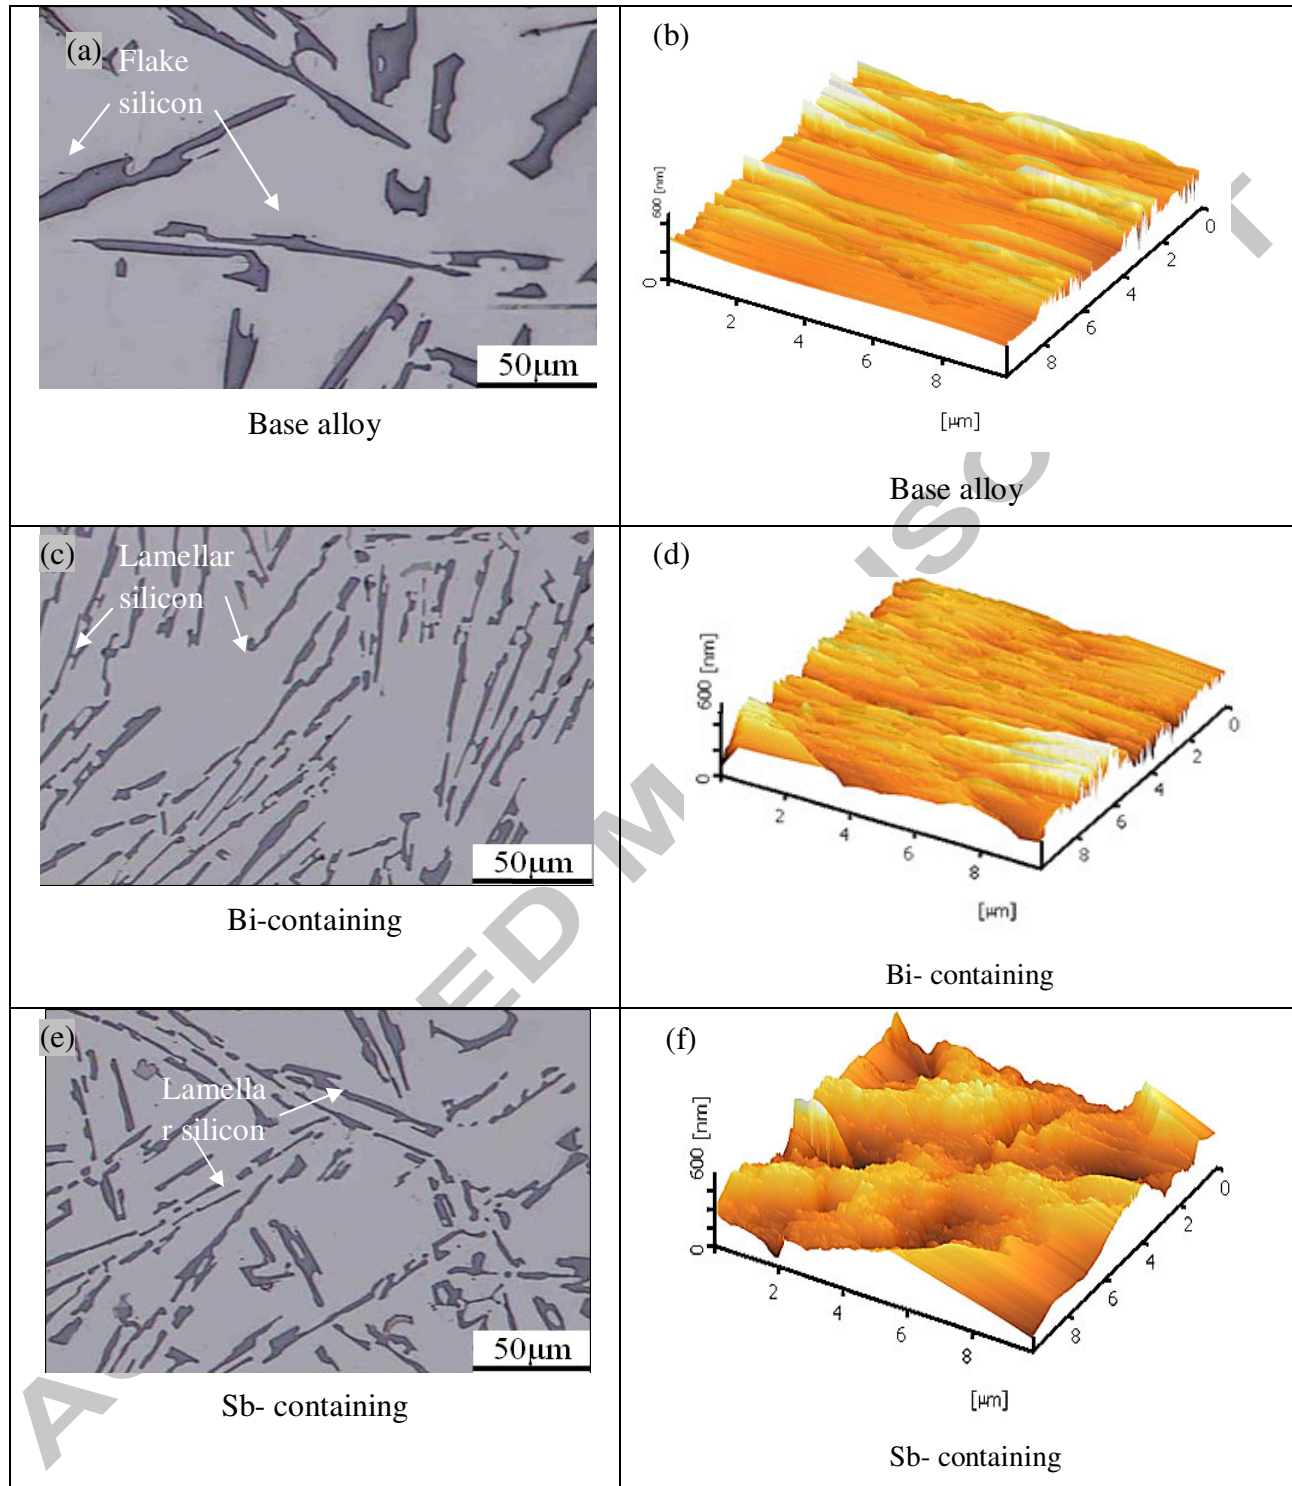 (a)
Flake
silicon
50µm
Base alloy
(b)
600 [nm]
0
2
4
6
8
8
6
4
2
0
[µm]
Base alloy
(c)
Lamellar
silicon
50µm
Bi-containing
(d)
600 [nm]
0
2
4
6
8
8
6
4
2
0
[µm]
Bi- containing
(e)
Lamella
r silicon
50µm
Sb- containing
(f)
600 [nm]
0
2
4
6
8
8
6
4
2
0
[µm]
Sb- containing